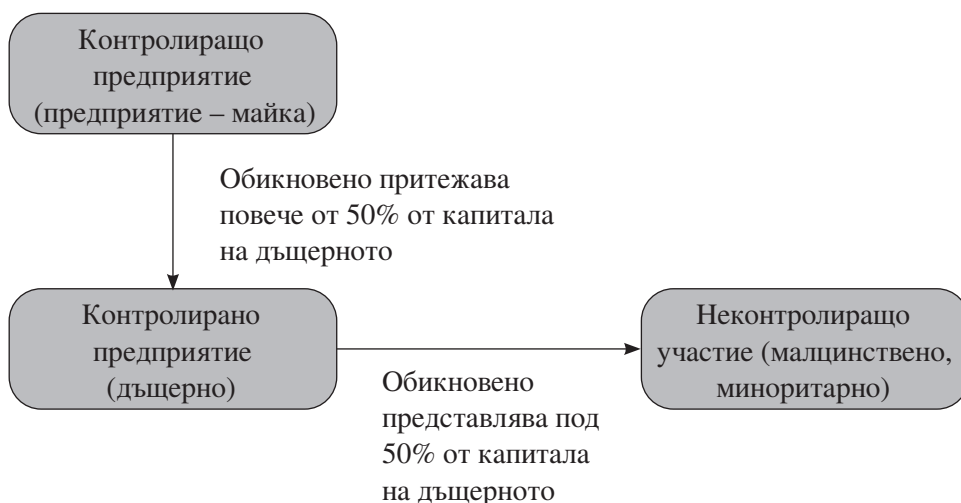 Контролиращо
предприятие
(предприятие – майка)
Обикновено притежава
повече от 50% от капитала
на дъщерното
Контролирано
предприятие
(дъщерно)
Обикновено
представлява под
50% от капитала
на дъщерното
Неконтролиращо
участие (малцинствено,
миноритарно)